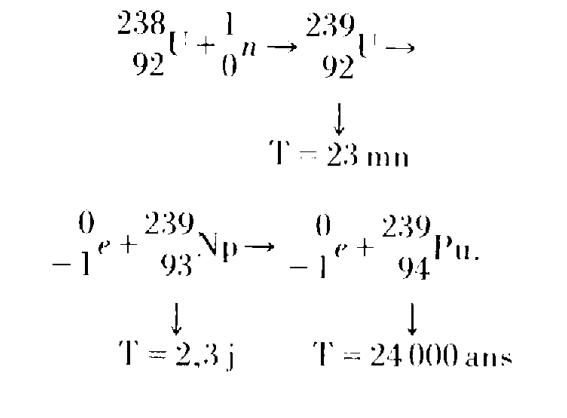 ²³⁸₉₂U + ¹₀n → ²³⁹₉₂U →
↓
T = 23 mn
⁰₋₁e + ²³⁹₉₃Np → ⁰₋₁e + ²³⁹₉₄Pu.
↓ ↓
T = 2,3 j T = 24 000 ans